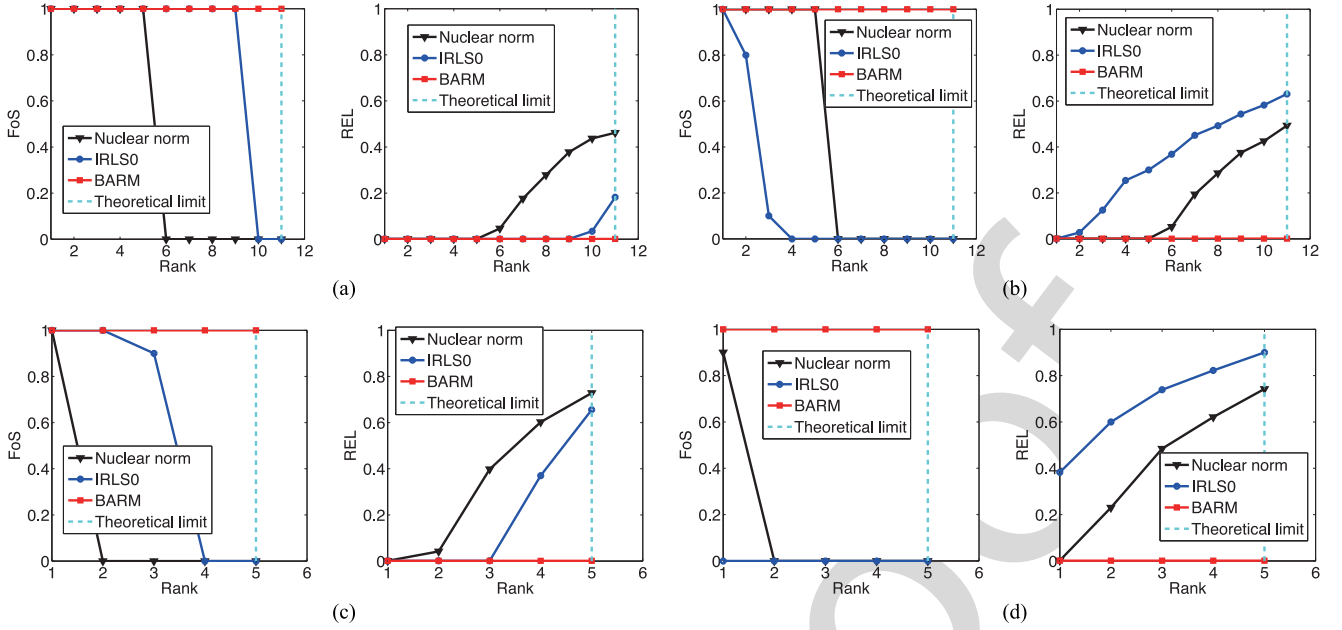 1
0.8
0.6
0.4
0.2
0
FoS
Nuclear norm
IRLS0
BARM
Theoretical limit
2 4 6 8 10 12
Rank
1
0.8
0.6
0.4
0.2
0
REL
Nuclear norm
IRLS0
BARM
Theoretical limit
2 4 6 8 10 12
Rank
(a)
1
0.8
0.6
0.4
0.2
0
FoS
Nuclear norm
IRLS0
BARM
Theoretical limit
2 4 6 8 10 12
Rank
1
0.8
0.6
0.4
0.2
0
REL
Nuclear norm
IRLS0
BARM
Theoretical limit
2 4 6 8 10 12
Rank
(b)
1
0.8
0.6
0.4
0.2
0
FoS
Nuclear norm
IRLS0
BARM
Theoretical limit
1 2 3 4 5 6
Rank
1
0.8
0.6
0.4
0.2
0
REL
Nuclear norm
IRLS0
BARM
Theoretical limit
1 2 3 4 5 6
Rank
(c)
1
0.8
0.6
0.4
0.2
0
FoS
Nuclear norm
IRLS0
BARM
Theoretical limit
1 2 3 4 5 6
Rank
1
0.8
0.6
0.4
0.2
0
REL
Nuclear norm
IRLS0
BARM
Theoretical limit
1 2 3 4 5 6
Rank
(d)